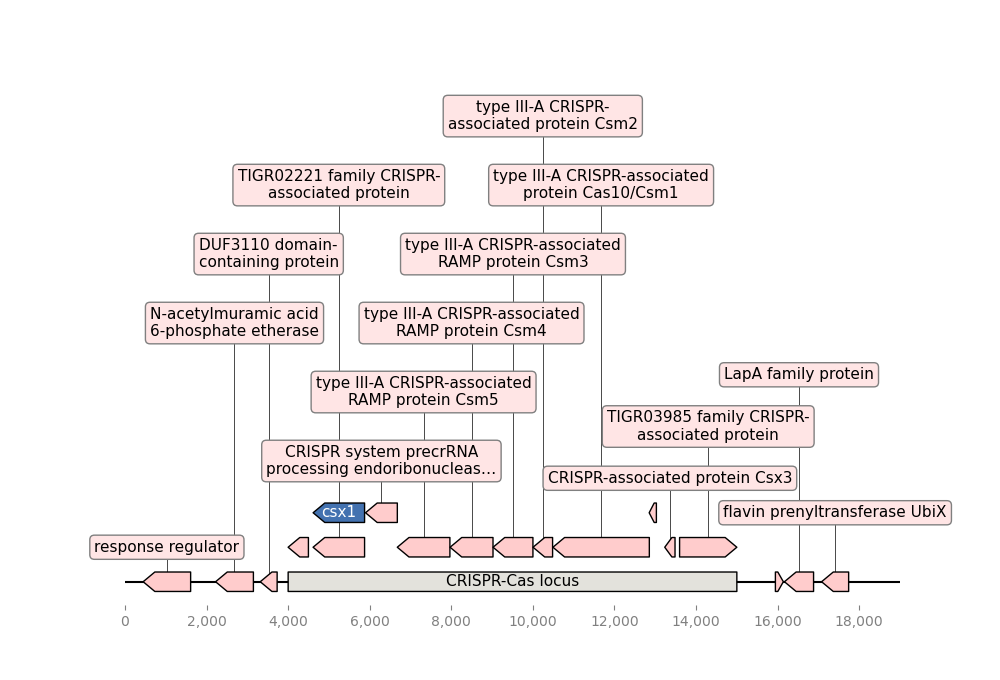 type III-A CRISPR-
associated protein Csm2
TIGR02221 family CRISPR-
associated protein
type III-A CRISPR-associated
protein Cas10/Csm1
DUF3110 domain-
containing protein
type III-A CRISPR-associated
RAMP protein Csm3
N-acetylmuramic acid
6-phosphate etherase
type III-A CRISPR-associated
RAMP protein Csm4
LapA family protein
type III-A CRISPR-associated
RAMP protein Csm5
TIGR03985 family CRISPR-
associated protein
CRISPR system precrRNA
processing endoribonucleas...
CRISPR-associated protein Csx3
csx1
flavin prenyltransferase UbiX
response regulator
CRISPR-Cas locus
0
2,000
4,000
6,000
8,000
10,000
12,000
14,000
16,000
18,000